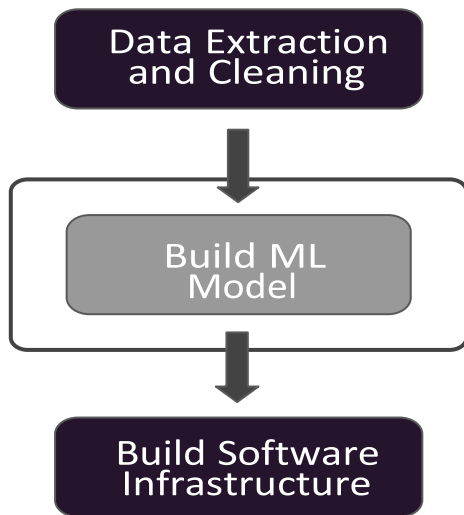 Data Extraction
and Cleaning
Build ML
Model
Build Software
Infrastructure